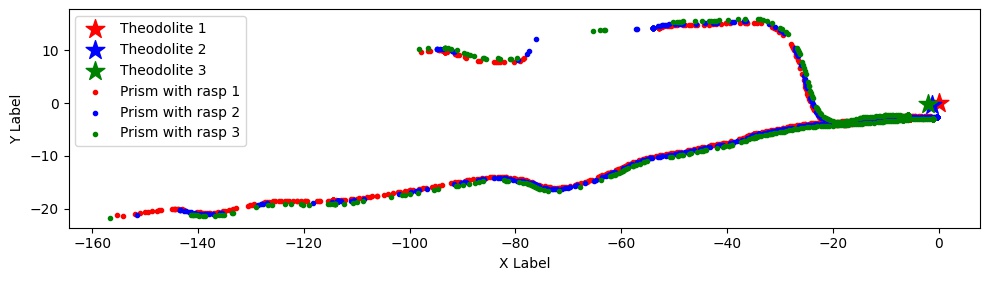 Theodolite 1
Theodolite 2
Theodolite 3
Prism with rasp 1
Prism with rasp 2
Prism with rasp 3
Y Label
10
0
−10
−20
−160 −140 −120 −100 −80 −60 −40 −20 0
X Label